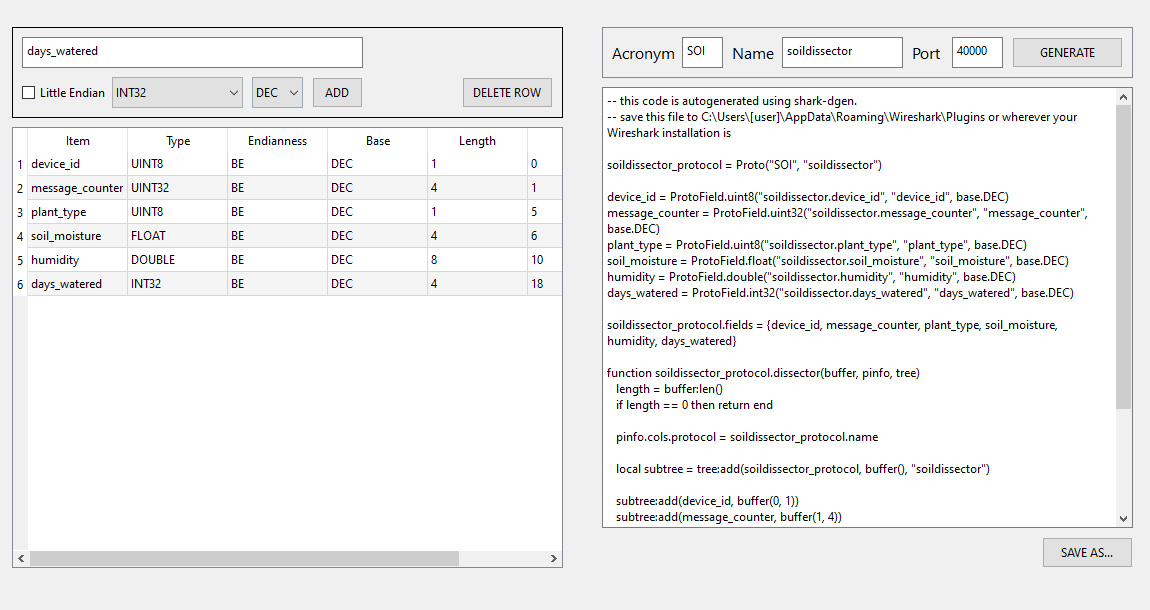 days_watered
Little Endian INT32 DEC ADD DELETE ROW
Item Type Endianness Base Length
1 device_id UINT8 BE DEC 1 0
2 message_counter UINT32 BE DEC 4 1
3 plant_type UINT8 BE DEC 1 5
4 soil_moisture FLOAT BE DEC 4 6
5 humidity DOUBLE BE DEC 8 10
6 days_watered INT32 BE DEC 4 18
Acronym SOI Name soildissector Port 40000 GENERATE
-- this code is autogenerated using shark-dgen.
-- save this file to C:\Users\[user]\AppData\Roaming\Wireshark\Plugins or wherever your
Wireshark installation is
soildissector_protocol = Proto("SOI", "soildissector")
device_id = ProtoField.uint8("soildissector.device_id", "device_id", base.DEC)
message_counter = ProtoField.uint32("soildissector.message_counter", "message_counter",
base.DEC)
plant_type = ProtoField.uint8("soildissector.plant_type", "plant_type", base.DEC)
soil_moisture = ProtoField.float("soildissector.soil_moisture", "soil_moisture", base.DEC)
humidity = ProtoField.double("soildissector.humidity", "humidity", base.DEC)
days_watered = ProtoField.int32("soildissector.days_watered", "days_watered", base.DEC)
soildissector_protocol.fields = {device_id, message_counter, plant_type, soil_moisture,
humidity, days_watered}
function soildissector_protocol.dissector(buffer, pinfo, tree)
length = buffer:len()
if length == 0 then return end
pinfo.cols.protocol = soildissector_protocol.name
local subtree = tree:add(soildissector_protocol, buffer(), "soildissector")
subtree:add(device_id, buffer(0, 1))
subtree:add(message_counter, buffer(1, 4))
SAVE AS...